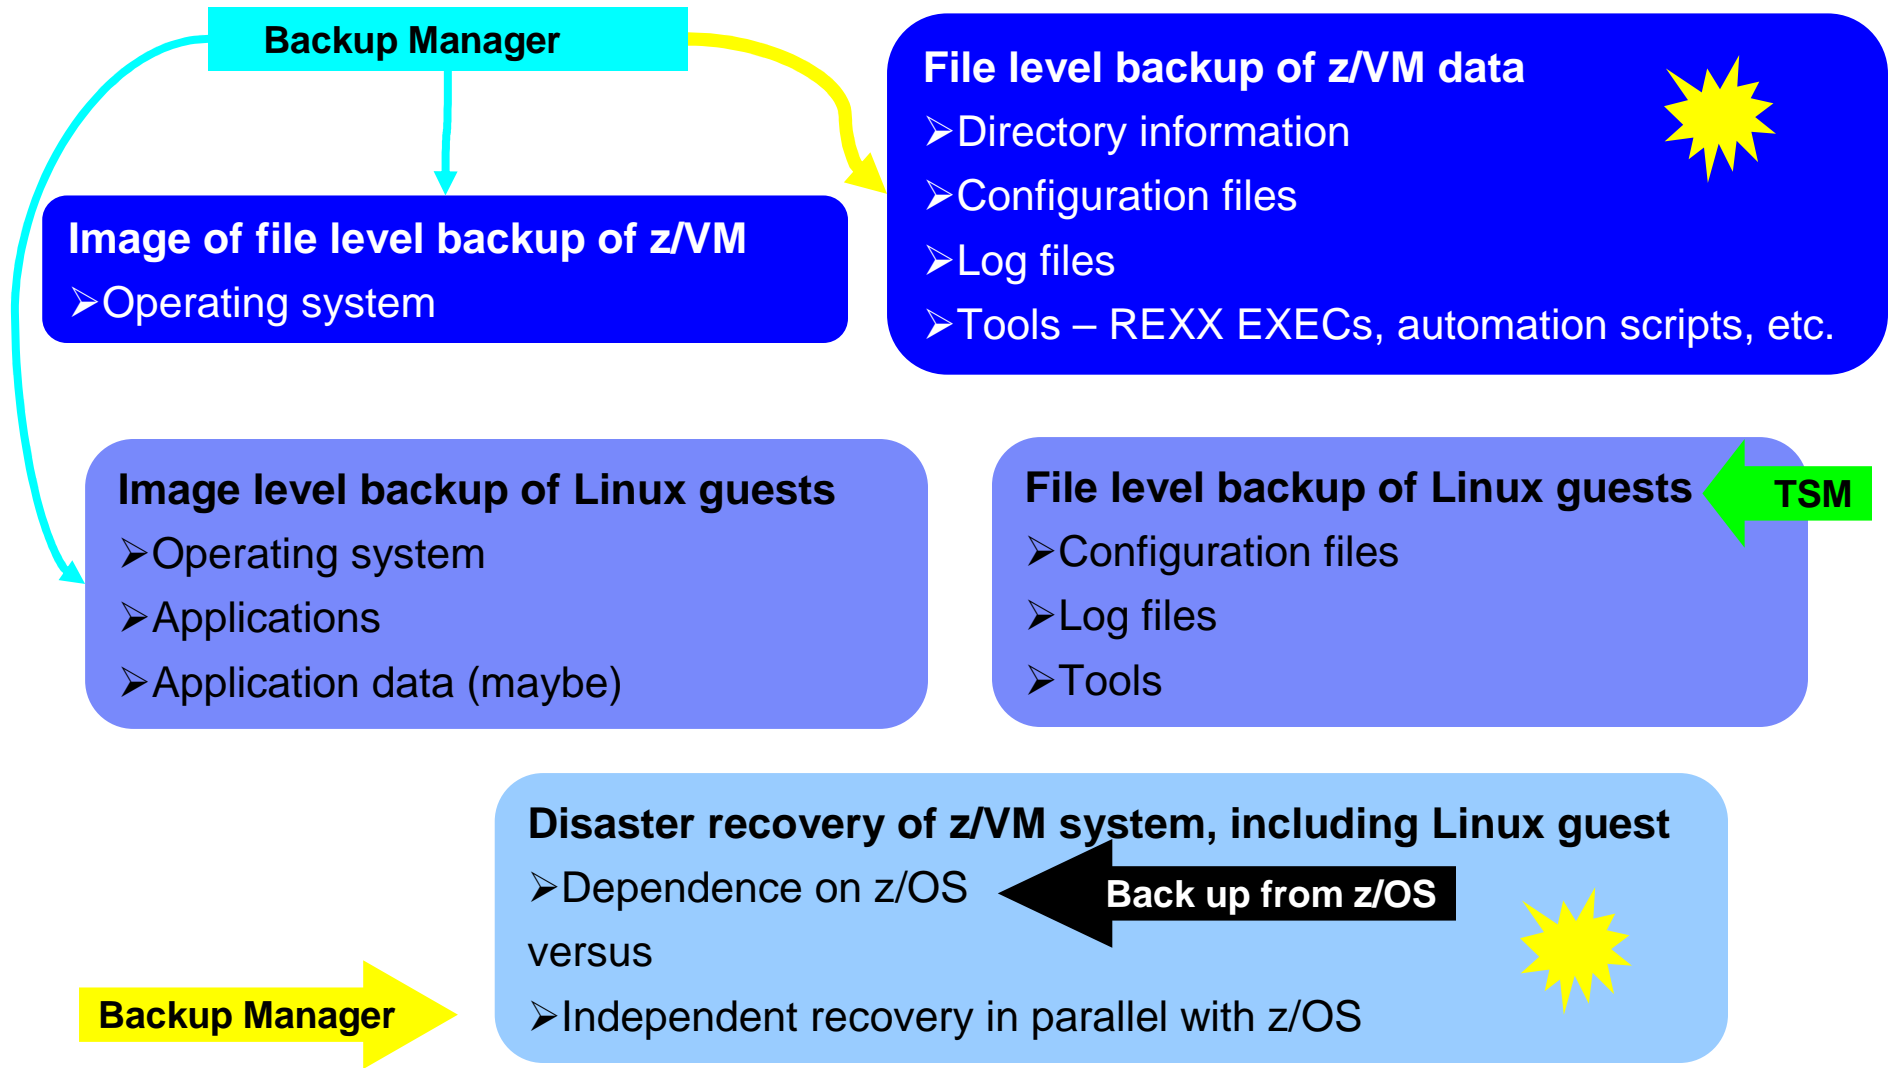 Backup Manager
File level backup of z/VM data
➢Directory information
➢Configuration files
➢Log files
➢Tools – REXX EXECs, automation scripts, etc.
Image of file level backup of z/VM
➢Operating system
Image level backup of Linux guests
➢Operating system
➢Applications
➢Application data (maybe)
File level backup of Linux guests
TSM
➢Configuration files
➢Log files
➢Tools
Disaster recovery of z/VM system, including Linux guest
➢Dependence on z/OS
Back up from z/OS
versus
➢Independent recovery in parallel with z/OS
Backup Manager